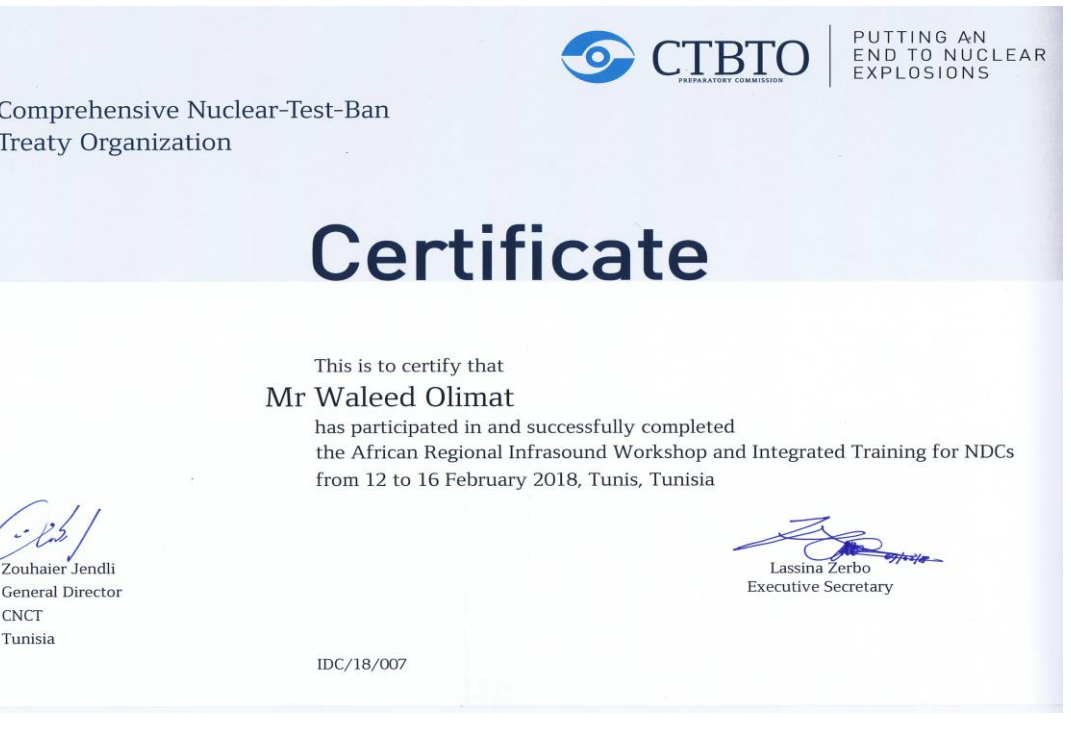 CTBTO
PREPARATORY COMMISSION
PUTTING AN
END TO NUCLEAR
EXPLOSIONS
Comprehensive Nuclear-Test-Ban
Treaty Organization
Certificate
This is to certify that
Mr Waleed Olimat
has participated in and successfully completed
the African Regional Infrasound Workshop and Integrated Training for NDCs
from 12 to 16 February 2018, Tunis, Tunisia
Zouhaier Jendli
General Director
CNCT
Tunisia
Lassina Zerbo
Executive Secretary
IDC/18/007